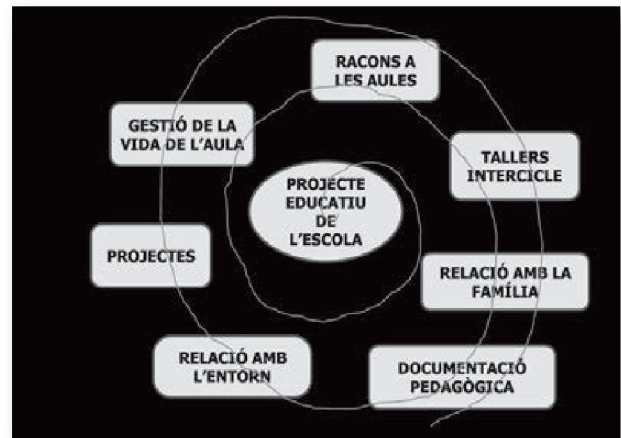 RACONS A
LES AULES
GESTIÓ DE LA
VIDA DE L'AULA
TALLERS
INTERCICLE
PROJECTE
EDUCATIU
DE
L'ESCOLA
PROJECTES
RELACIÓ AMB LA
FAMÍLIA
RELACIÓ AMB
L'ENTORN
DOCUMENTACIÓ
PEDAGÒGICA